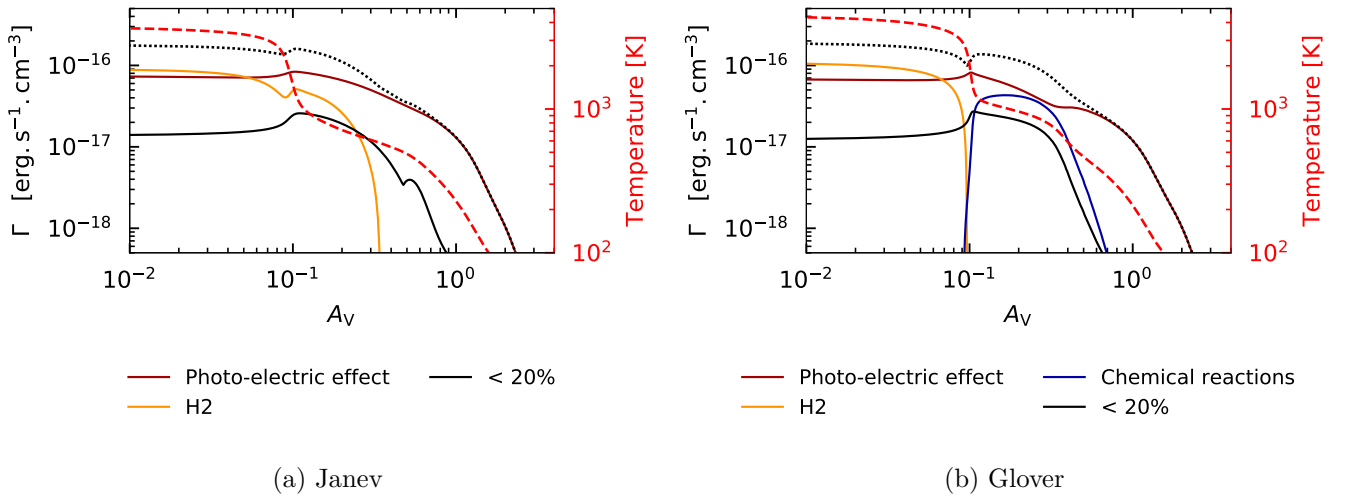 10⁻¹⁶
10⁻¹⁷
10⁻¹⁸
Γ [erg. s⁻¹. cm⁻³]
10³
10²
Temperature [K]
10⁻² 10⁻¹ 10⁰
A_V
Photo-electric effect
H2
< 20%
(a) Janev
10⁻¹⁶
10⁻¹⁷
10⁻¹⁸
Γ [erg. s⁻¹. cm⁻³]
10³
10²
Temperature [K]
10⁻² 10⁻¹ 10⁰
A_V
Photo-electric effect
H2
Chemical reactions
< 20%
(b) Glover